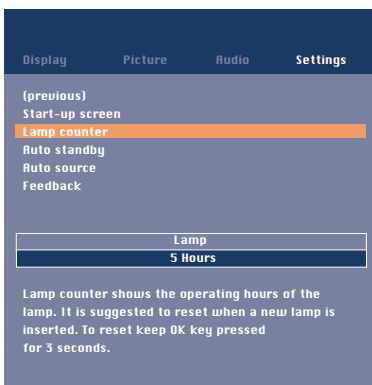 Display Picture Audio Settings
(previous)
Start-up screen
Lamp counter
Auto standby
Auto source
Feedback
Lamp
5 Hours
Lamp counter shows the operating hours of the
lamp. It is suggested to reset when a new lamp is
inserted. To reset keep OK key pressed
for 3 seconds.